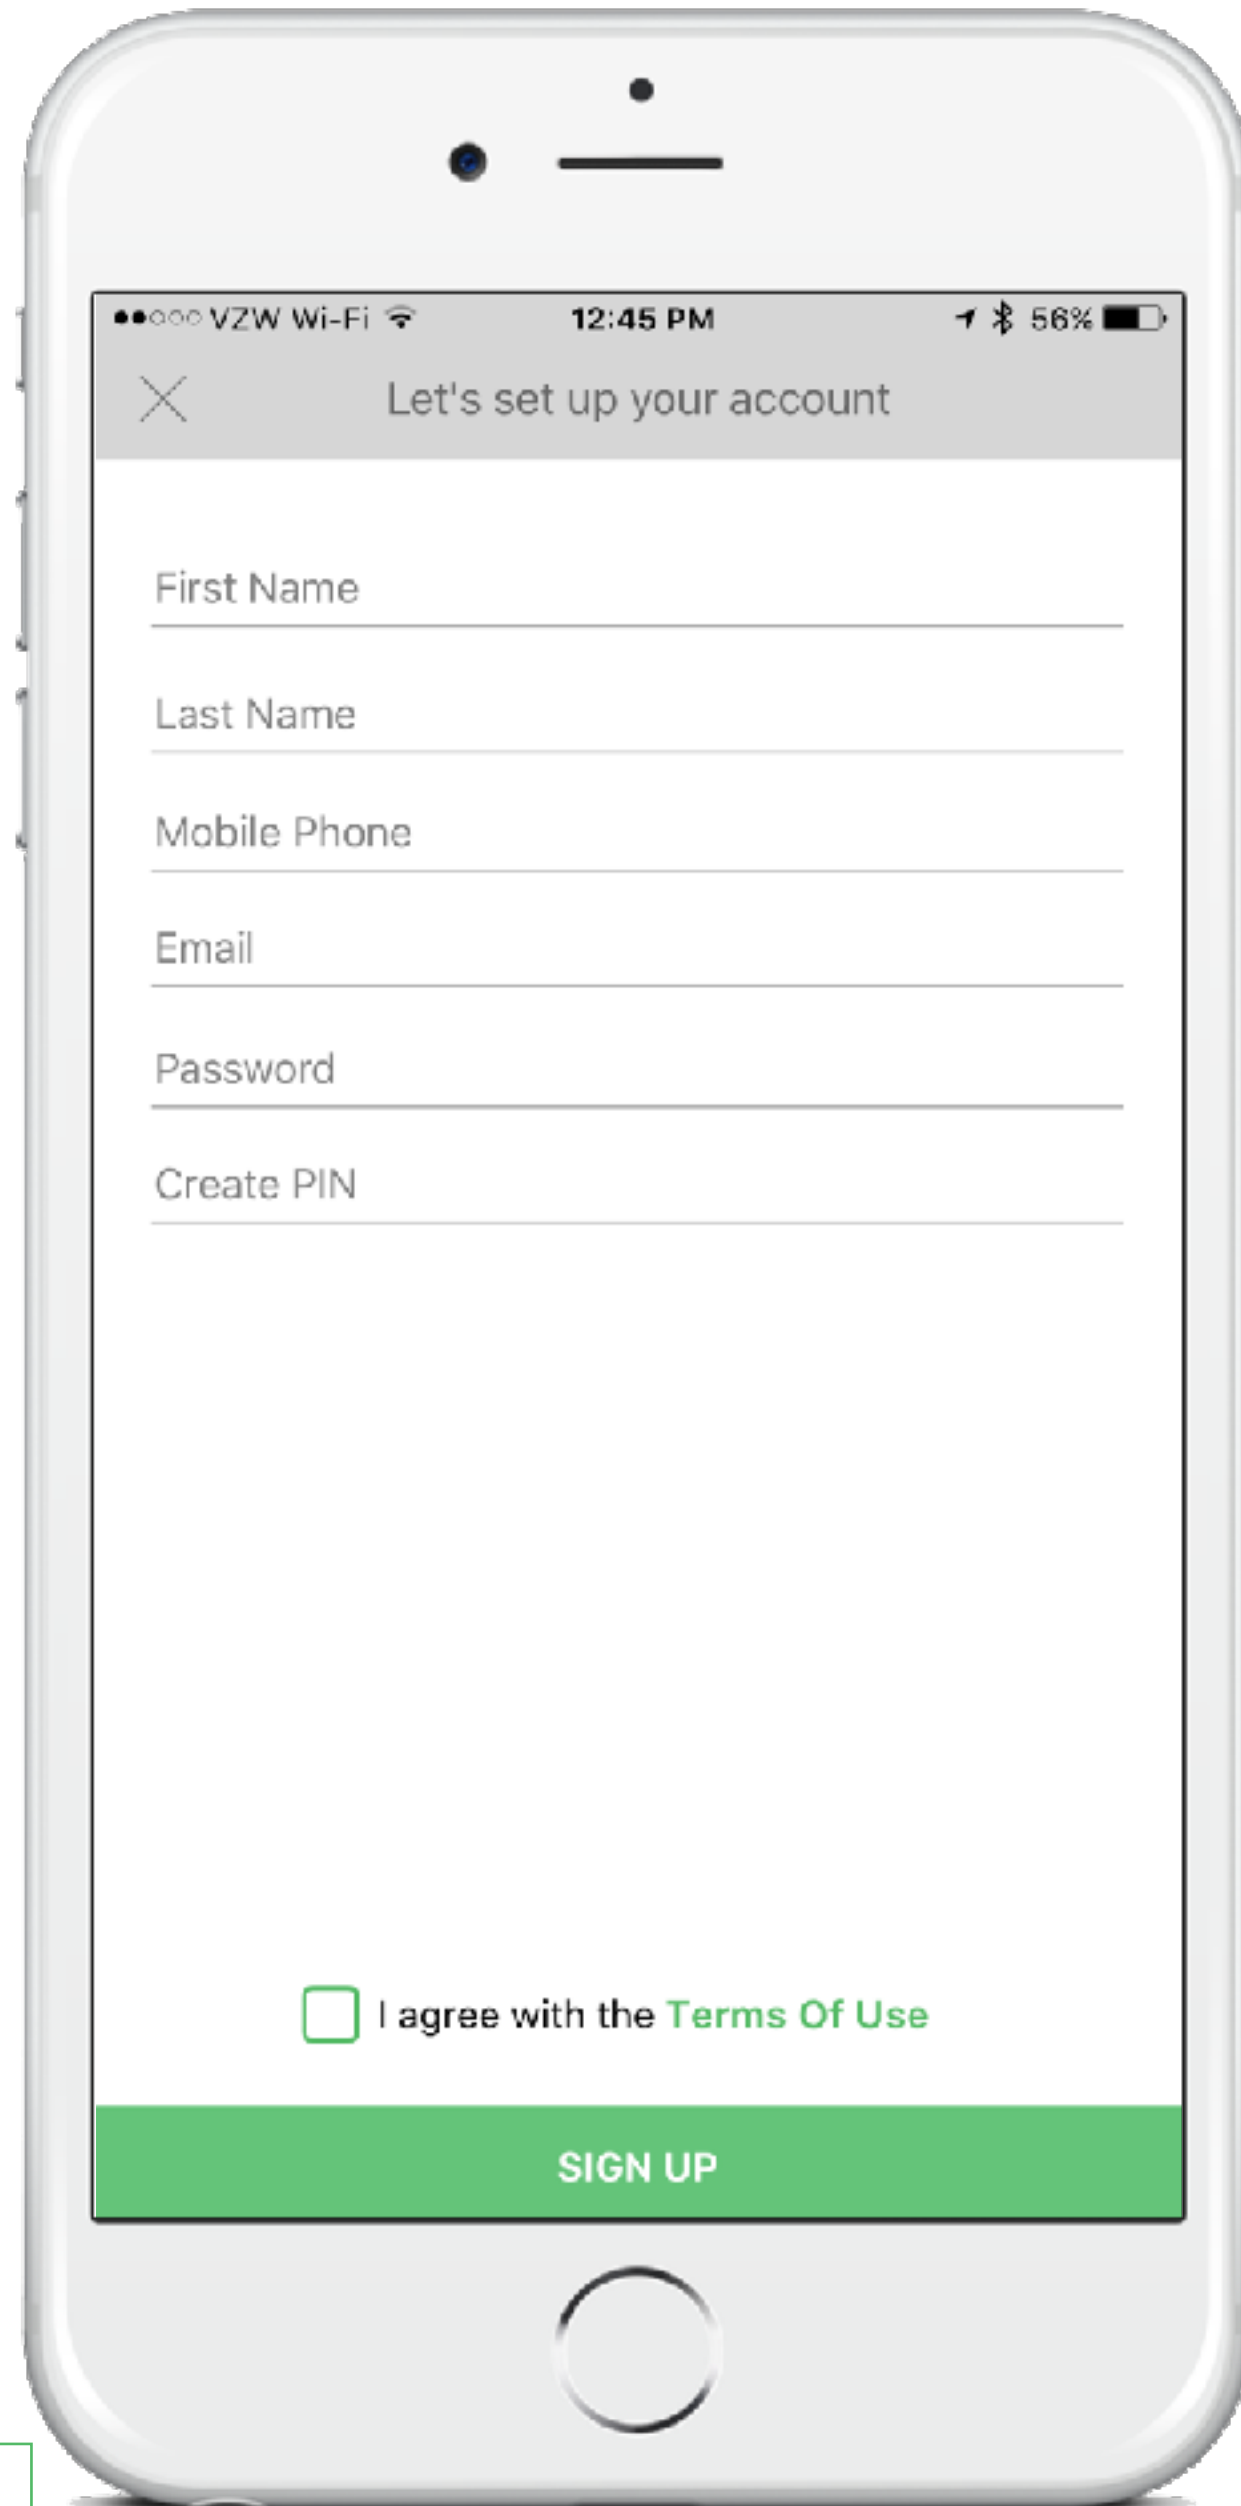 VZW Wi-Fi 12:45 PM 56%
Let's set up your account
First Name
Last Name
Mobile Phone
Email
Password
Create PIN
I agree with the Terms Of Use
SIGN UP